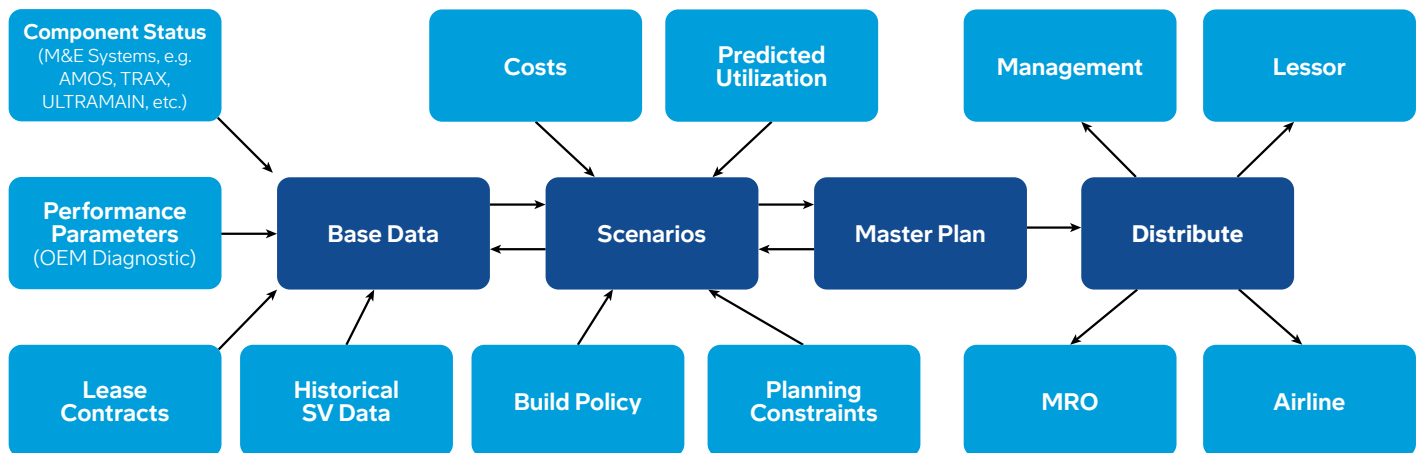 Component Status
(M&E Systems, e.g.
AMOS, TRAX,
ULTRAMAIN, etc.)
Costs
Predicted
Utilization
Management
Lessor
Performance
Parameters
(OEM Diagnostic)
Base Data
Scenarios
Master Plan
Distribute
Lease
Contracts
Historical
SV Data
Build Policy
Planning
Constraints
MRO
Airline